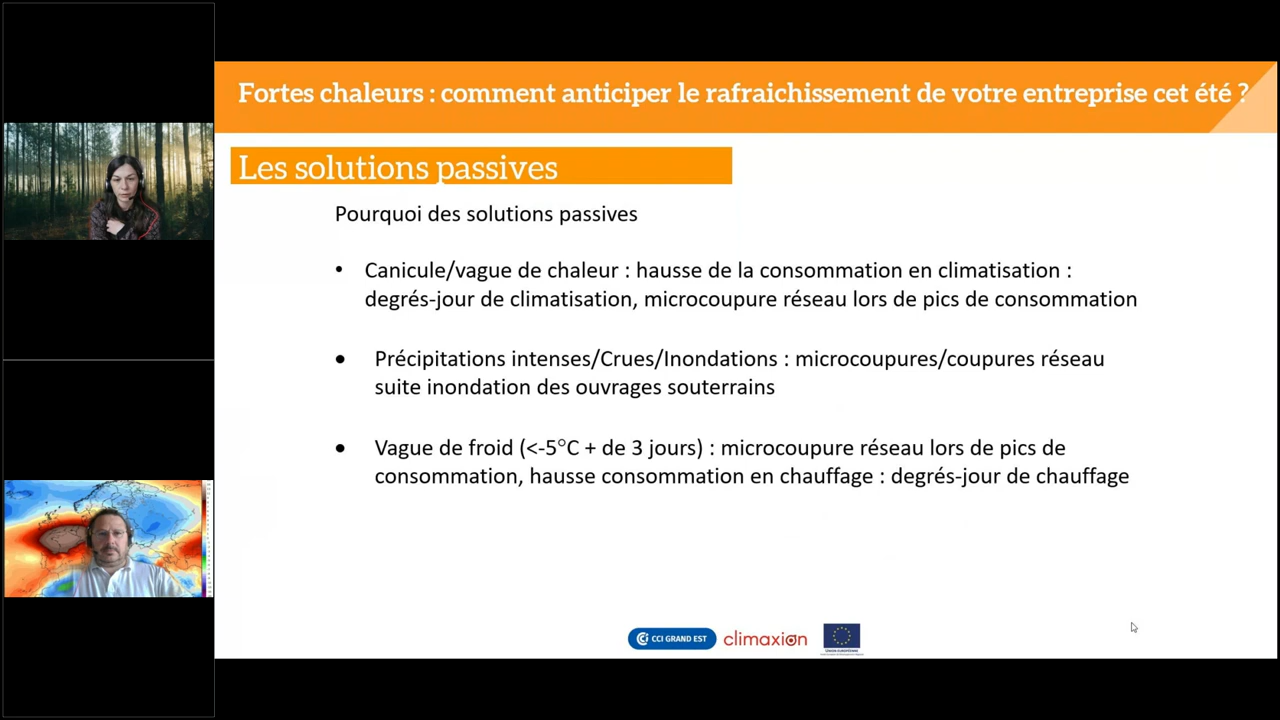 Fortes chaleurs : comment anticiper le rafraichissement de votre entreprise cet été ?
Les solutions passives
Pourquoi des solutions passives
• Canicule/vague de chaleur : hausse de la consommation en climatisation :
degrés-jour de climatisation, microcoupure réseau lors de pics de consommation
• Précipitations intenses/Crues/Inondations : microcoupures/coupures réseau
suite inondation des ouvrages souterrains
• Vague de froid (<-5°C + de 3 jours) : microcoupure réseau lors de pics de
consommation, hausse consommation en chauffage : degrés-jour de chauffage
CCI GRAND EST
climaxion
UNION EUROPÉENNE